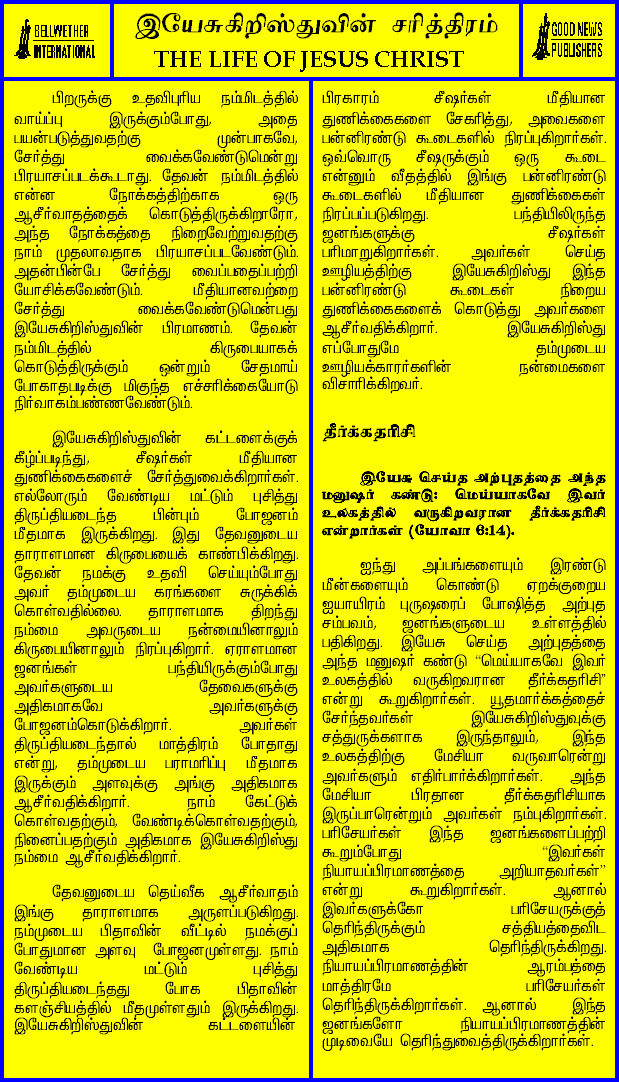 BELLWETHER
INTERNATIONAL
இயேசுகிறிஸ்துவின் சரித்திரம்
THE LIFE OF JESUS CHRIST
GOOD NEWS
PUBLISHERS
பிறருக்கு உதவிபுரிய நம்மிடத்தில்
வாய்ப்பு இருக்கும்போது, அதை
பயன்படுத்துவதற்கு முன்பாகவே,
சேர்த்து வைக்கவேண்டுமென்று
பிரயாசப்படக்கூடாது. தேவன் நம்மிடத்தில்
என்ன நோக்கத்திற்காக ஒரு
ஆசீர்வாதத்தைக் கொடுத்திருக்கிறாரோ,
அந்த நோக்கத்தை நிறைவேற்றுவதற்கு
நாம் முதலாவதாக பிரயாசப்படவேண்டும்.
அதன்பின்பே சேர்த்து வைப்பதைப்பற்றி
யோசிக்கவேண்டும். மீதியானவற்றை
சேர்த்து வைக்கவேண்டுமென்பது
இயேசுகிறிஸ்துவின் பிரமாணம். தேவன்
நம்மிடத்தில் கிருபையாகக்
கொடுத்திருக்கும் ஒன்றும் சேதமாய்
போகாதபடிக்கு மிகுந்த எச்சரிக்கையோடு
நிர்வாகம்பண்ணவேண்டும்.
இயேசுகிறிஸ்துவின் கட்டளைக்குக்
கீழ்ப்படிந்து, சீஷர்கள் மீதியான
துணிக்கைகளைச் சேர்த்துவைக்கிறார்கள்.
எல்லோரும் வேண்டிய மட்டும் புசித்து
திருப்தியடைந்த பின்பும் போஜனம்
மீதமாக இருக்கிறது. இது தேவனுடைய
தாராளமான கிருபையைக் காண்பிக்கிறது.
தேவன் நமக்கு உதவி செய்யும்போது
அவர் தம்முடைய கரங்களை சுருக்கிக்
கொள்வதில்லை. தாராளமாக திறந்து
நம்மை அவருடைய நன்மையினாலும்
கிருபையினாலும் நிரப்புகிறார். ஏராளமான
ஜனங்கள் பந்தியிருக்கும்போது
அவர்களுடைய தேவைகளுக்கு
அதிகமாகவே அவர்களுக்கு
போஜனம்கொடுக்கிறார். அவர்கள்
திருப்தியடைந்தால் மாத்திரம் போதாது
என்று, தம்முடைய பராமரிப்பு மீதமாக
இருக்கும் அளவுக்கு அங்கு அதிகமாக
ஆசீர்வதிக்கிறார். நாம் கேட்டுக்
கொள்வதற்கும், வேண்டிக்கொள்வதற்கும்,
நினைப்பதற்கும் அதிகமாக இயேசுகிறிஸ்து
நம்மை ஆசீர்வதிக்கிறார்.
தேவனுடைய தெய்வீக ஆசீர்வாதம்
இங்கு தாராளமாக அருளப்படுகிறது.
நம்முடைய பிதாவின் வீட்டில் நமக்குப்
போதுமான அளவு போஜனமுள்ளது. நாம்
வேண்டிய மட்டும் புசித்து
திருப்தியடைந்தது போக பிதாவின்
களஞ்சியத்தில் மீதமுள்ளதும் இருக்கிறது.
இயேசுகிறிஸ்துவின் கட்டளையின்
பிரகாரம் சீஷர்கள் மீதியான
துணிக்கைகளை சேகரித்து, அவைகளை
பன்னிரண்டு கூடைகளில் நிரப்புகிறார்கள்.
ஒவ்வொரு சீஷருக்கும் ஒரு கூடை
என்னும் வீதத்தில் இங்கு பன்னிரண்டு
கூடைகளில் மீதியான துணிக்கைகள்
நிரப்பப்படுகிறது. பந்தியிலிருந்த
ஜனங்களுக்கு சீஷர்கள்
பரிமாறுகிறார்கள். அவர்கள் செய்த
ஊழியத்திற்கு இயேசுகிறிஸ்து இந்த
பன்னிரண்டு கூடைகள் நிறைய
துணிக்கைகளைக் கொடுத்து அவர்களை
ஆசீர்வதிக்கிறார். இயேசுகிறிஸ்து
எப்போதுமே தம்முடைய
ஊழியக்காரர்களின் நன்மைகளை
விசாரிக்கிறவர்.
தீர்க்கதரிசி
இயேசு செய்த அற்புதத்தை அந்த
மனுஷர் கண்டு: மெய்யாகவே இவர்
உலகத்தில் வருகிறவரான தீர்க்கதரிசி
என்றார்கள் (யோவா 6:14).
ஐந்து அப்பங்களையும் இரண்டு
மீன்களையும் கொண்டு ஏறக்குறைய
ஐயாயிரம் புருஷரைப் போஷித்த அற்புத
சம்பவம், ஜனங்களுடைய உள்ளத்தில்
பதிகிறது. இயேசு செய்த அற்புதத்தை
அந்த மனுஷர் கண்டு “மெய்யாகவே இவர்
உலகத்தில் வருகிறவரான தீர்க்கதரிசி”
என்று கூறுகிறார்கள். யூதமார்க்கத்தைச்
சேர்ந்தவர்கள் இயேசுகிறிஸ்துவுக்கு
சத்துருக்களாக இருந்தாலும், இந்த
உலகத்திற்கு மேசியா வருவாரென்று
அவர்களும் எதிர்பார்க்கிறார்கள். அந்த
மேசியா பிரதான தீர்க்கதரிசியாக
இருப்பாரென்றும் அவர்கள் நம்புகிறார்கள்.
பரிசேயர்கள் இந்த ஜனங்களைப்பற்றி
கூறும்போது “இவர்கள்
நியாயப்பிரமாணத்தை அறியாதவர்கள்”
என்று கூறுகிறார்கள். ஆனால்
இவர்களுக்கோ பரிசேயருக்குத்
தெரிந்திருக்கும் சத்தியத்தைவிட
அதிகமாக தெரிந்திருக்கிறது.
நியாயப்பிரமாணத்தின் ஆரம்பத்தை
மாத்திரமே பரிசேயர்கள்
தெரிந்திருக்கிறார்கள். ஆனால் இந்த
ஜனங்களோ நியாயப்பிரமாணத்தின்
முடிவையே தெரிந்துவைத்திருக்கிறார்கள்.